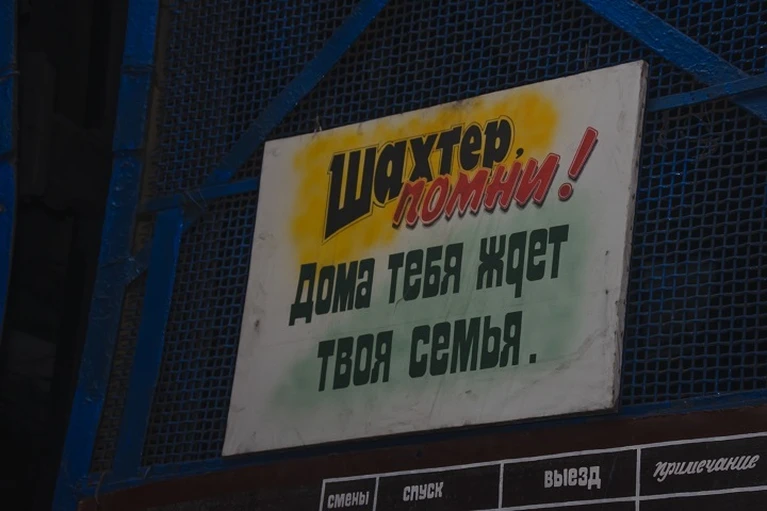 Шахтер,
помни!
Дома тебя ждет
твоя семья.
смены спуск выезд примечание